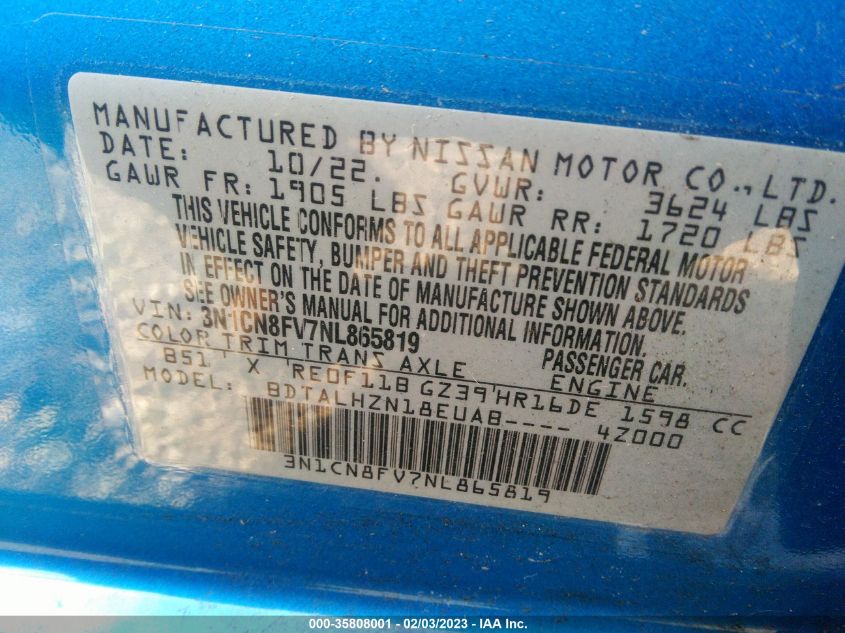 MANUFACTURED BY NISSAN MOTOR CO.,LTD.
DATE: 10/22. GVWR: 3624 LBS
GAWR FR: 1905 LBS GAWR RR: 1720 LBS
THIS VEHICLE CONFORMS TO ALL APPLICABLE FEDERAL MOTOR
VEHICLE SAFETY, BUMPER AND THEFT PREVENTION STANDARDS
IN EFFECT ON THE DATE OF MANUFACTURE SHOWN ABOVE.
SEE OWNER'S MANUAL FOR ADDITIONAL INFORMATION.
VIN: 3N1CN8FV7NL865819 PASSENGER CAR.
COLOR TRIM TRANS AXLE ENGINE
B51 X RE0F11B GZ39 HR16DE 1598 CC
MODEL: BDTALHZN18EUAB---- 4Z000
3N1CN8FV7NL865819
000-35808001 - 02/03/2023 - IAA